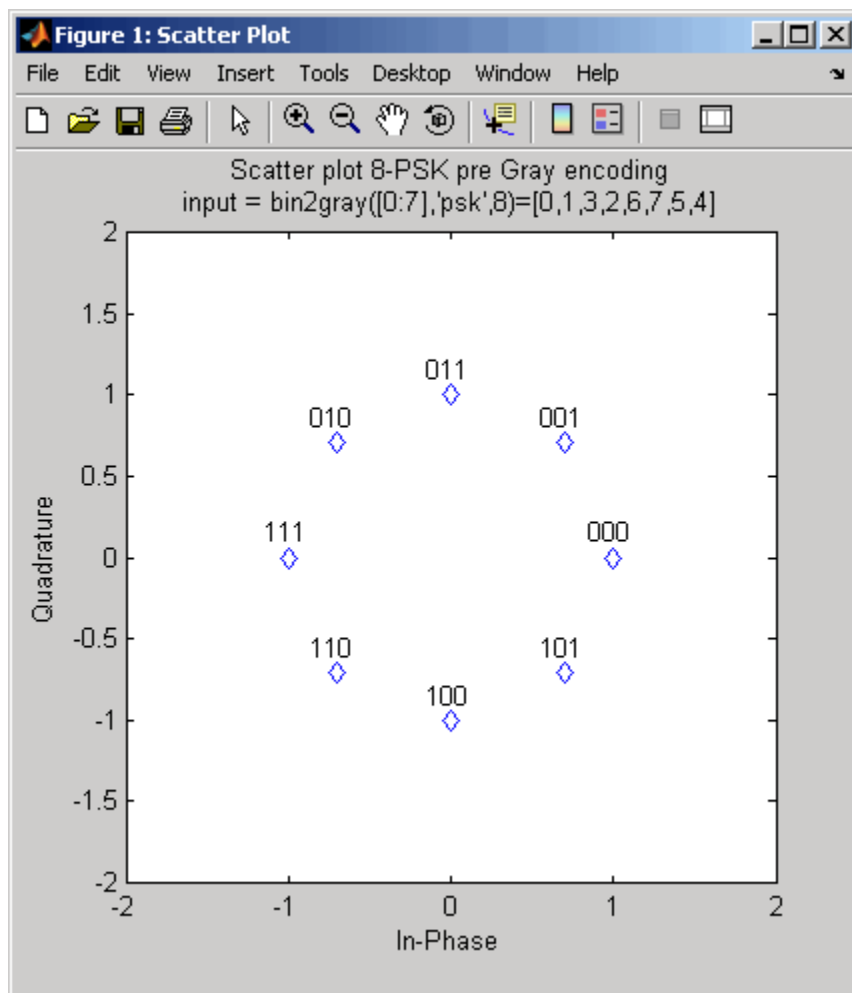 Figure 1: Scatter Plot
File Edit View Insert Tools Desktop Window Help
Scatter plot 8-PSK pre Gray encoding
input = bin2gray([0:7],'psk',8)=[0,1,3,2,6,7,5,4]
2
1.5
011
1
010 001
0.5
111 000
0
Quadrature
-0.5
110 101
100
-1
-1.5
-2
-2 -1 0 1 2
In-Phase